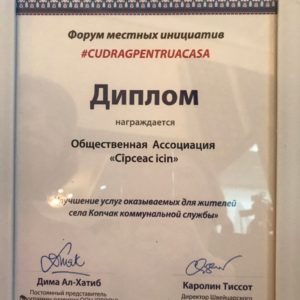 Форум местных инициатив
#CUDRAGPENTRUACASA
Диплом
награждается
Общественная Ассоциация
«Cîpceac icin»
«Улучшение услуг оказываемых для жителей
села Копчак коммунальной службы»
Дима Ал-Хатиб
Каролин Тиссот
Постоянный представитель
Директор Швейцарского